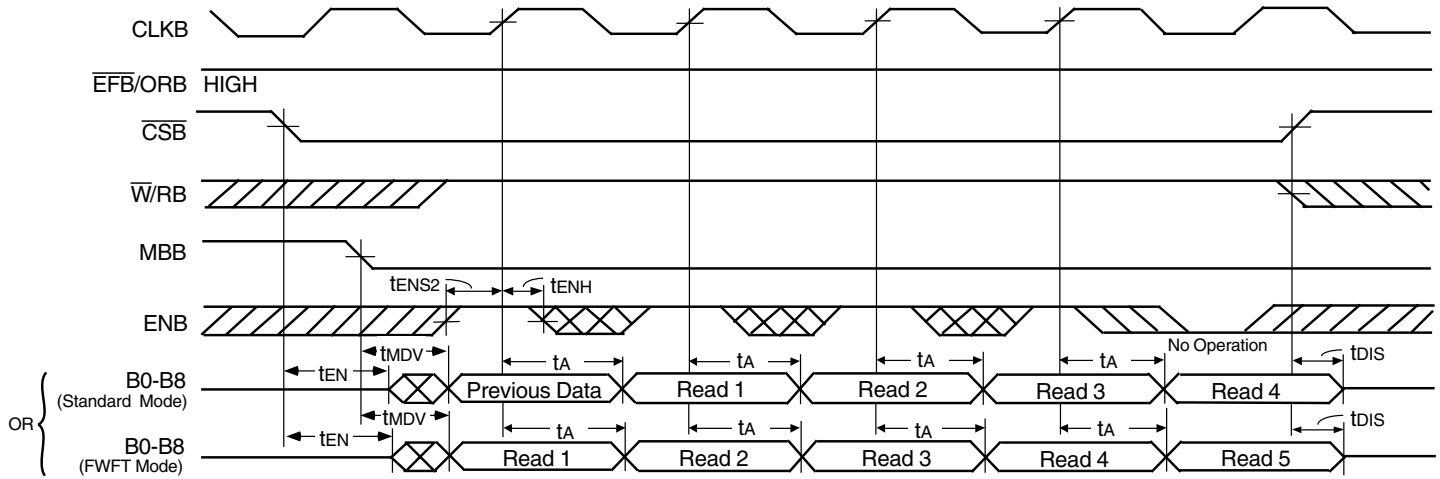 CLKB
EFB/ORB HIGH
CSB
W/RB
MBB
tENS2 tENH
ENB
No Operation
tMDV tA tA tA tA tDIS
tEN
B0-B8 Previous Data Read 1 Read 2 Read 3 Read 4
(Standard Mode)
OR
tMDV tA tA tA tA tDIS
tEN
B0-B8 Read 1 Read 2 Read 3 Read 4 Read 5
(FWFT Mode)